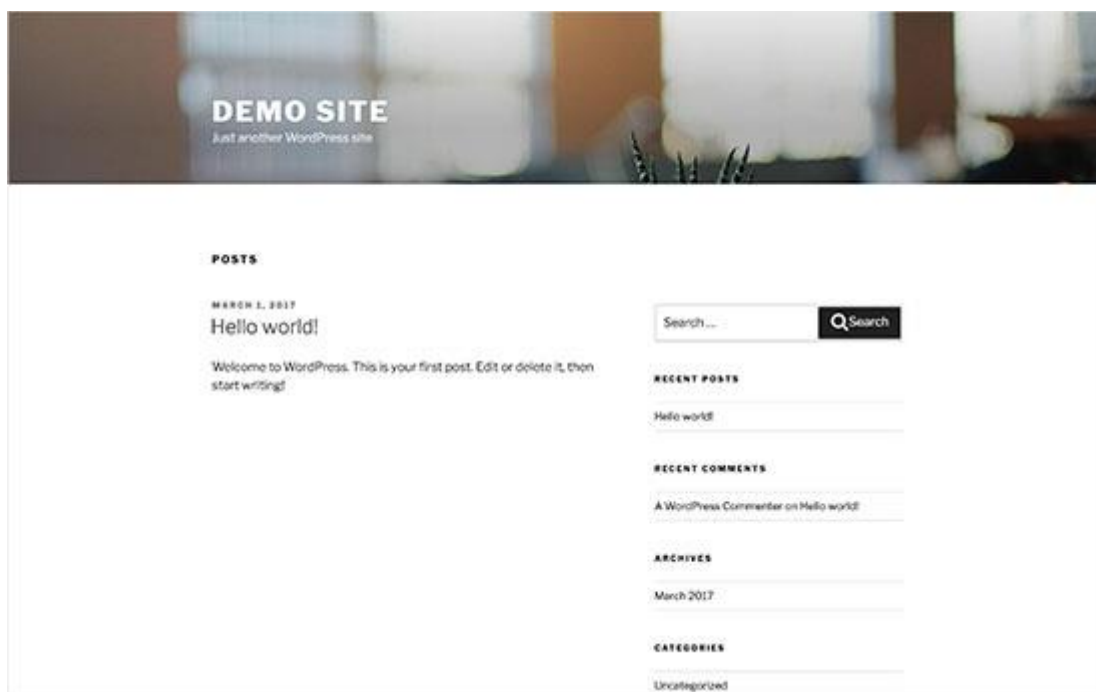 DEMO SITE
Just another WordPress site
POSTS
MARCH 1, 2017
Hello world!
Welcome to WordPress. This is your first post. Edit or delete it, then
start writing!
Search …
Search
RECENT POSTS
Hello world!
RECENT COMMENTS
A WordPress Commenter on Hello world!
ARCHIVES
March 2017
CATEGORIES
Uncategorized